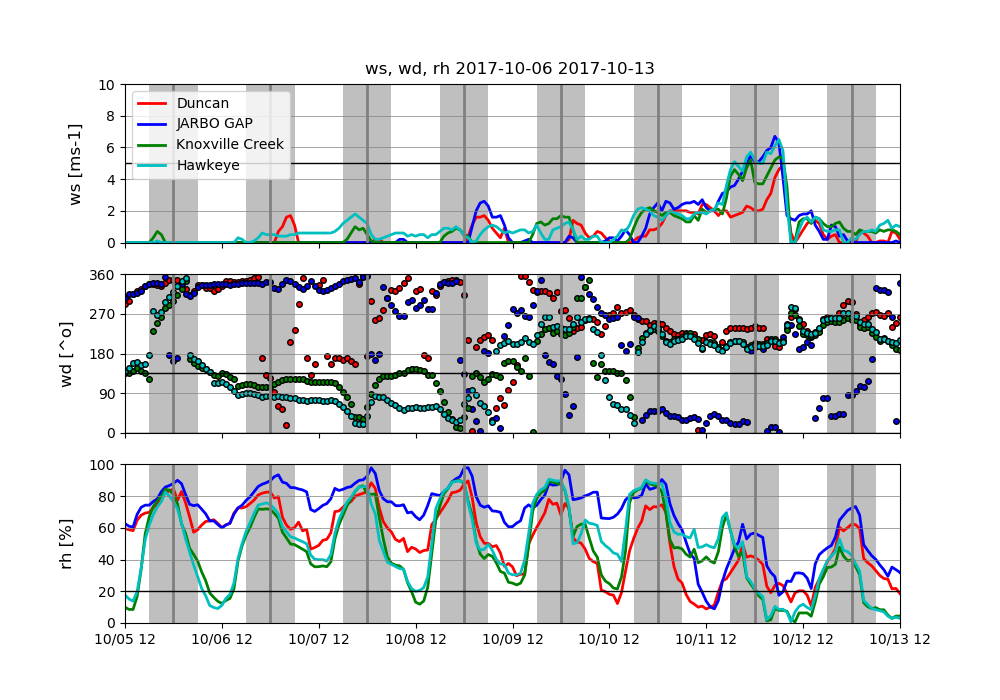 ws, wd, rh 2017-10-06 2017-10-13
10
8
6
4
2
0
ws [ms-1]
Duncan
JARBO GAP
Knoxville Creek
Hawkeye
360
270
180
90
0
wd [^o]
100
80
60
40
20
0
rh [%]
10/05 12 10/06 12 10/07 12 10/08 12 10/09 12 10/10 12 10/11 12 10/12 12 10/13 12